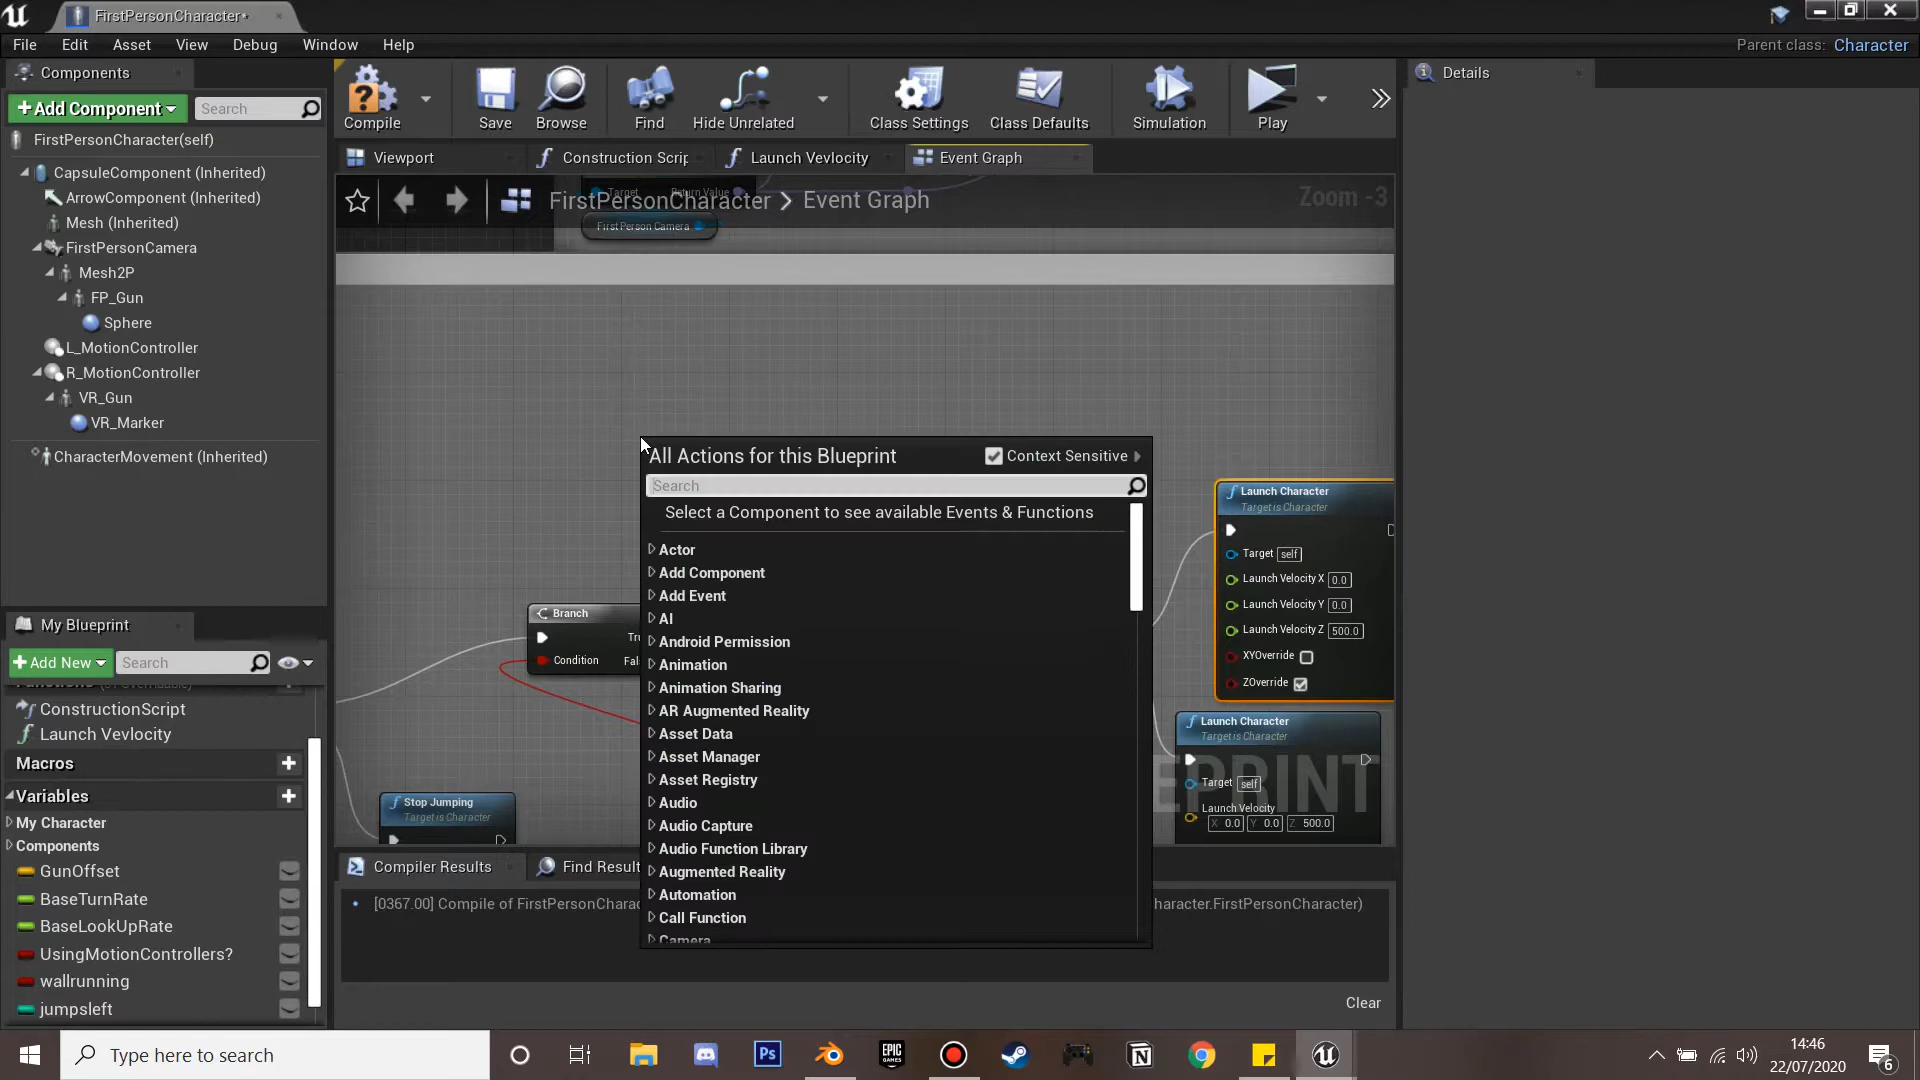 FirstPersonCharacter*
File Edit Asset View Debug Window Help
Parent class: Character
Components
+Add Component
Search
FirstPersonCharacter(self)
CapsuleComponent (Inherited)
ArrowComponent (Inherited)
Mesh (Inherited)
FirstPersonCamera
Mesh2P
FP_Gun
Sphere
L_MotionController
R_MotionController
VR_Gun
VR_Marker
CharacterMovement (Inherited)
My Blueprint
+Add New
Search
ConstructionScript
Launch Vevlocity
Macros
Variables
My Character
Components
GunOffset
BaseTurnRate
BaseLookUpRate
UsingMotionControllers?
wallrunning
jumpsleft
Compile Save Browse Find Hide Unrelated Class Settings Class Defaults Simulation Play
Details
Viewport Construction Scrip Launch Vevlocity Event Graph
Target Return Value
FirstPersonCharacter > Event Graph
Zoom -3
First Person Camera
All Actions for this Blueprint
Context Sensitive
Search
Select a Component to see available Events & Functions
Actor
Add Component
Add Event
AI
Android Permission
Animation
Animation Sharing
AR Augmented Reality
Asset Data
Asset Manager
Asset Registry
Audio
Audio Capture
Audio Function Library
Augmented Reality
Automation
Call Function
Camera
Branch
Tru
Condition Fal
Stop Jumping
Target is Character
Launch Character
Target is Character
Target self
Launch Velocity X 0.0
Launch Velocity Y 0.0
Launch Velocity Z 500.0
XYOverride
ZOverride
Launch Character
Target is Character
Target self
Launch Velocity
X 0.0 Y 0.0 Z 500.0
EPRINT
Compiler Results Find Result
[0367.00] Compile of FirstPersonCharac
haracter.FirstPersonCharacter)
Clear
Type here to search
Ps
EPIC GAMES
N
14:46
22/07/2020
6